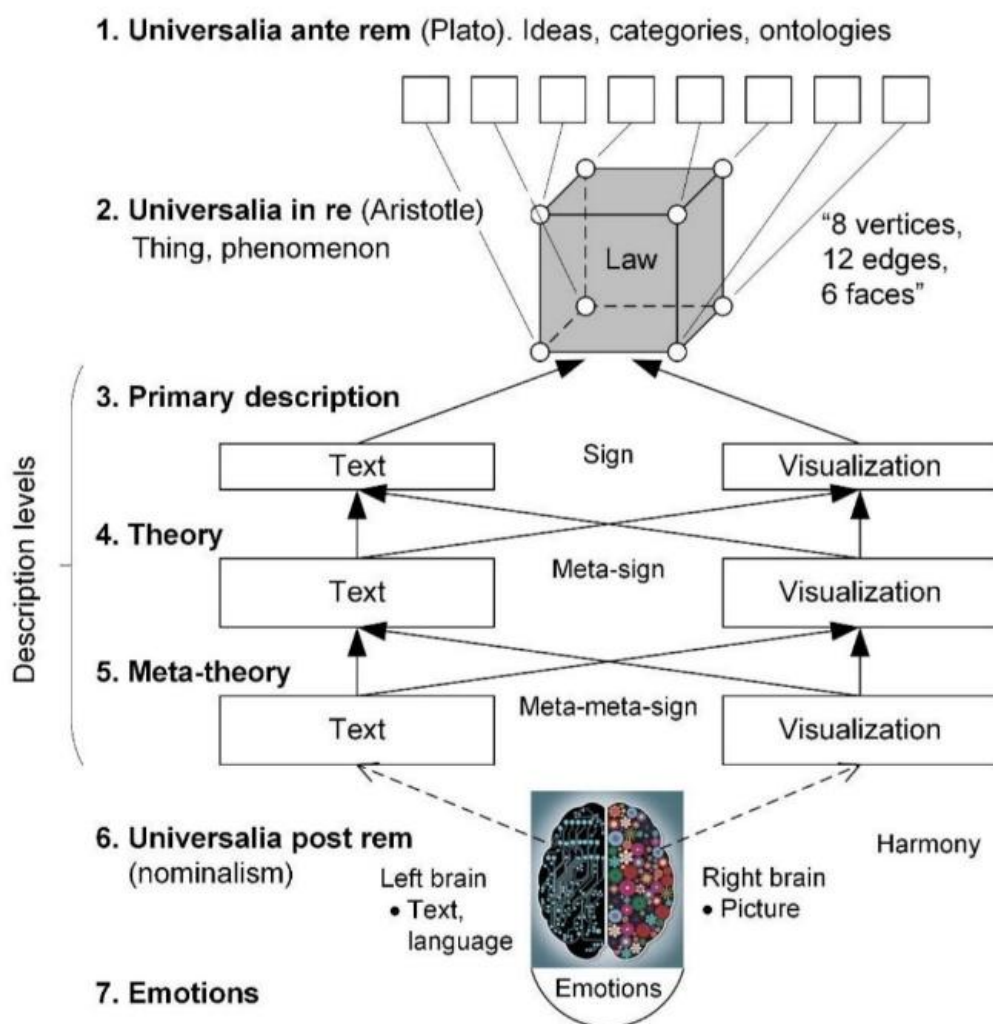 1. Universalia ante rem (Plato). Ideas, categories, ontologies
2. Universalia in re (Aristotle)
Thing, phenomenon
Law
“8 vertices,
12 edges,
6 faces”
Description levels
3. Primary description
Text
Sign
Visualization
4. Theory
Text
Meta-sign
Visualization
5. Meta-theory
Text
Meta-meta-sign
Visualization
6. Universalia post rem
(nominalism)
Left brain
• Text,
language
Right brain
• Picture
Harmony
7. Emotions
Emotions